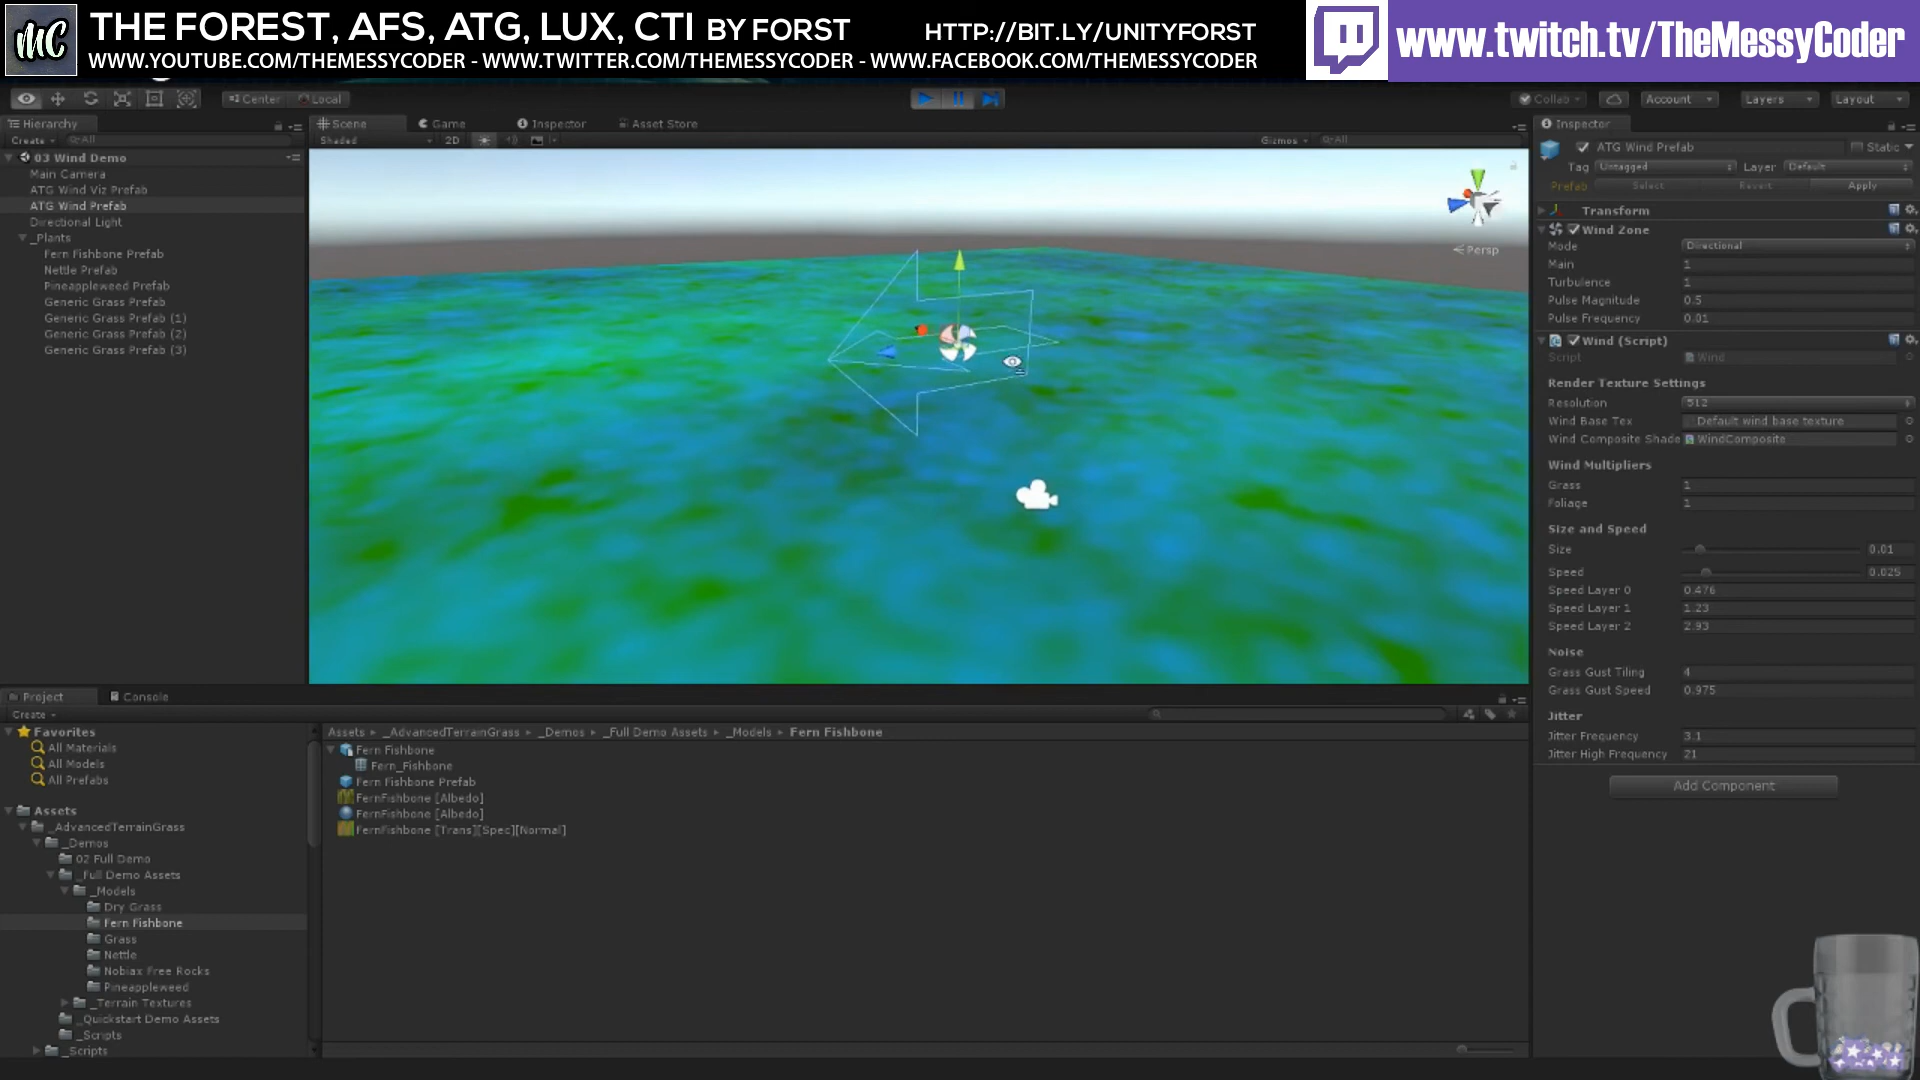 MC
THE FOREST, AFS, ATG, LUX, CTI BY FORST
HTTP://BIT.LY/UNITYFORST
WWW.YOUTUBE.COM/THEMESSYCODER - WWW.TWITTER.COM/THEMESSYCODER - WWW.FACEBOOK.COM/THEMESSYCODER
www.twitch.tv/TheMessyCoder
Center
Local
Collab
Account
Layers
Layout
Hierarchy
Create
All
03 Wind Demo
Main Camera
ATG Wind Viz Prefab
ATG Wind Prefab
Directional Light
_Plants
Fern Fishbone Prefab
Nettle Prefab
Pineappleweed Prefab
Generic Grass Prefab
Generic Grass Prefab (1)
Generic Grass Prefab (2)
Generic Grass Prefab (3)
Scene
Game
Inspector
Asset Store
Shaded
2D
Gizmos
All
Persp
Inspector
ATG Wind Prefab
Static
Tag Untagged
Layer Default
Prefab
Select
Revert
Apply
Transform
Wind Zone
Mode Directional
Main 1
Turbulence 1
Pulse Magnitude 0.5
Pulse Frequency 0.01
Wind (Script)
Script Wind
Render Texture Settings
Resolution 512
Wind Base Tex Default wind base texture
Wind Composite Shade WindComposite
Wind Multipliers
Grass 1
Foliage 1
Size and Speed
Size 0.01
Speed 0.025
Speed Layer 0 0.476
Speed Layer 1 1.23
Speed Layer 2 2.93
Noise
Grass Gust Tiling 4
Grass Gust Speed 0.975
Jitter
Jitter Frequency 3.1
Jitter High Frequency 21
Add Component
Project
Console
Create
Favorites
All Materials
All Models
All Prefabs
Assets
_AdvancedTerrainGrass
_Demos
02 Full Demo
_Full Demo Assets
_Models
Dry Grass
Fern Fishbone
Grass
Nettle
Nobiax Free Rocks
Pineappleweed
_Terrain Textures
_Quickstart Demo Assets
_Scripts
_Scripts
Assets
_AdvancedTerrainGrass
_Demos
_Full Demo Assets
_Models
Fern Fishbone
Fern Fishbone
Fern_Fishbone
Fern Fishbone Prefab
FernFishbone [Albedo]
FernFishbone [Albedo]
FernFishbone [Trans][Spec][Normal]